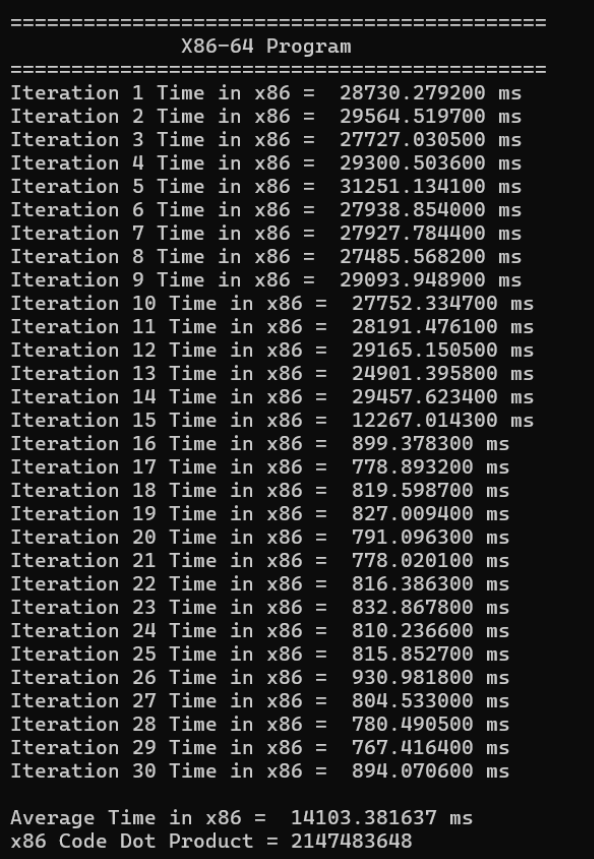 ============================================
X86-64 Program
============================================
Iteration 1 Time in x86 =  28730.279200 ms
Iteration 2 Time in x86 =  29564.519700 ms
Iteration 3 Time in x86 =  27727.030500 ms
Iteration 4 Time in x86 =  29300.503600 ms
Iteration 5 Time in x86 =  31251.134100 ms
Iteration 6 Time in x86 =  27938.854000 ms
Iteration 7 Time in x86 =  27927.784400 ms
Iteration 8 Time in x86 =  27485.568200 ms
Iteration 9 Time in x86 =  29093.948900 ms
Iteration 10 Time in x86 =  27752.334700 ms
Iteration 11 Time in x86 =  28191.476100 ms
Iteration 12 Time in x86 =  29165.150500 ms
Iteration 13 Time in x86 =  24901.395800 ms
Iteration 14 Time in x86 =  29457.623400 ms
Iteration 15 Time in x86 =  12267.014300 ms
Iteration 16 Time in x86 =  899.378300 ms
Iteration 17 Time in x86 =  778.893200 ms
Iteration 18 Time in x86 =  819.598700 ms
Iteration 19 Time in x86 =  827.009400 ms
Iteration 20 Time in x86 =  791.096300 ms
Iteration 21 Time in x86 =  778.020100 ms
Iteration 22 Time in x86 =  816.386300 ms
Iteration 23 Time in x86 =  832.867800 ms
Iteration 24 Time in x86 =  810.236600 ms
Iteration 25 Time in x86 =  815.852700 ms
Iteration 26 Time in x86 =  930.981800 ms
Iteration 27 Time in x86 =  804.533000 ms
Iteration 28 Time in x86 =  780.490500 ms
Iteration 29 Time in x86 =  767.416400 ms
Iteration 30 Time in x86 =  894.070600 ms
Average Time in x86 =  14103.381637 ms
x86 Code Dot Product = 2147483648